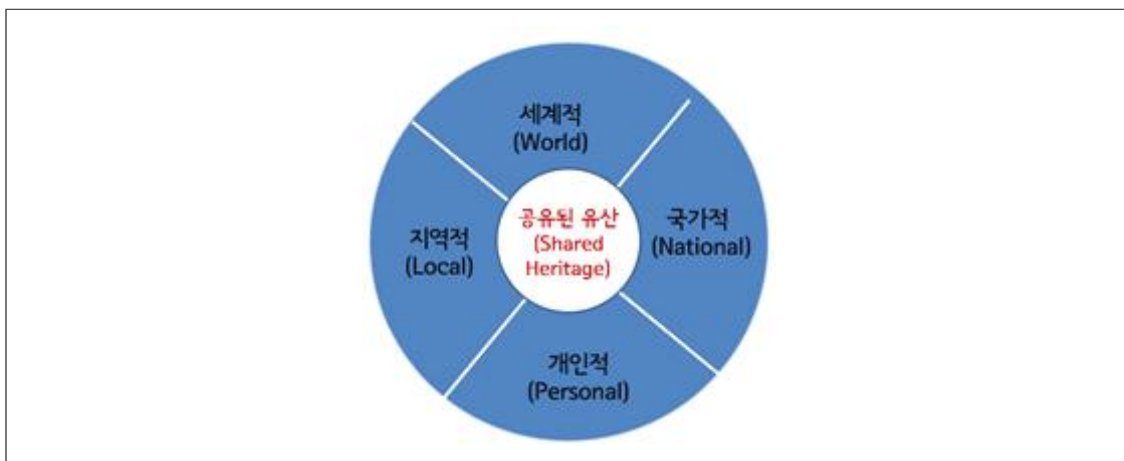 세계적
(World)
공유된 유산
(Shared
Heritage)
지역적
(Local)
국가적
(National)
개인적
(Personal)